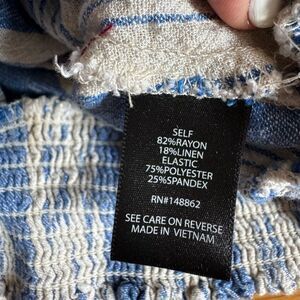 SELF
82%RAYON
18%LINEN
ELASTIC
75%POLYESTER
25%SPANDEX
RN#148862
SEE CARE ON REVERSE
MADE IN VIETNAM